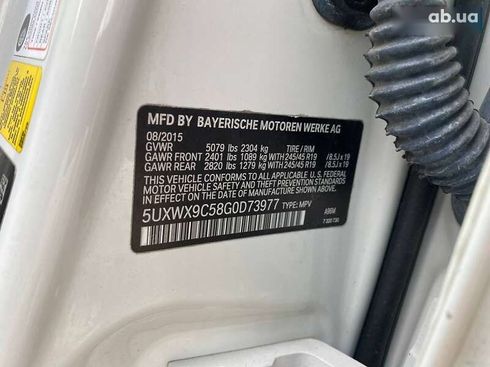 ab.ua
MFD BY BAYERISCHE MOTOREN WERKE AG
08/2015
GVWR 5079 lbs 2304 kg TIRE / RIM
GAWR FRONT 2401 lbs 1089 kg WITH 245/45 R19 / 8.5J x 19
GAWR REAR 2820 lbs 1279 kg WITH 245/45 R19 / 8.5J x 19
THIS VEHICLE CONFORMS TO ALL APPLICABLE
U.S. FEDERAL MOTOR VEHICLE SAFETY STANDARDS
IN EFFECT ON THE DATE OF MANUFACTURE SHOWN ABOVE.
5UXWX9C58G0D73977 TYPE: MPV